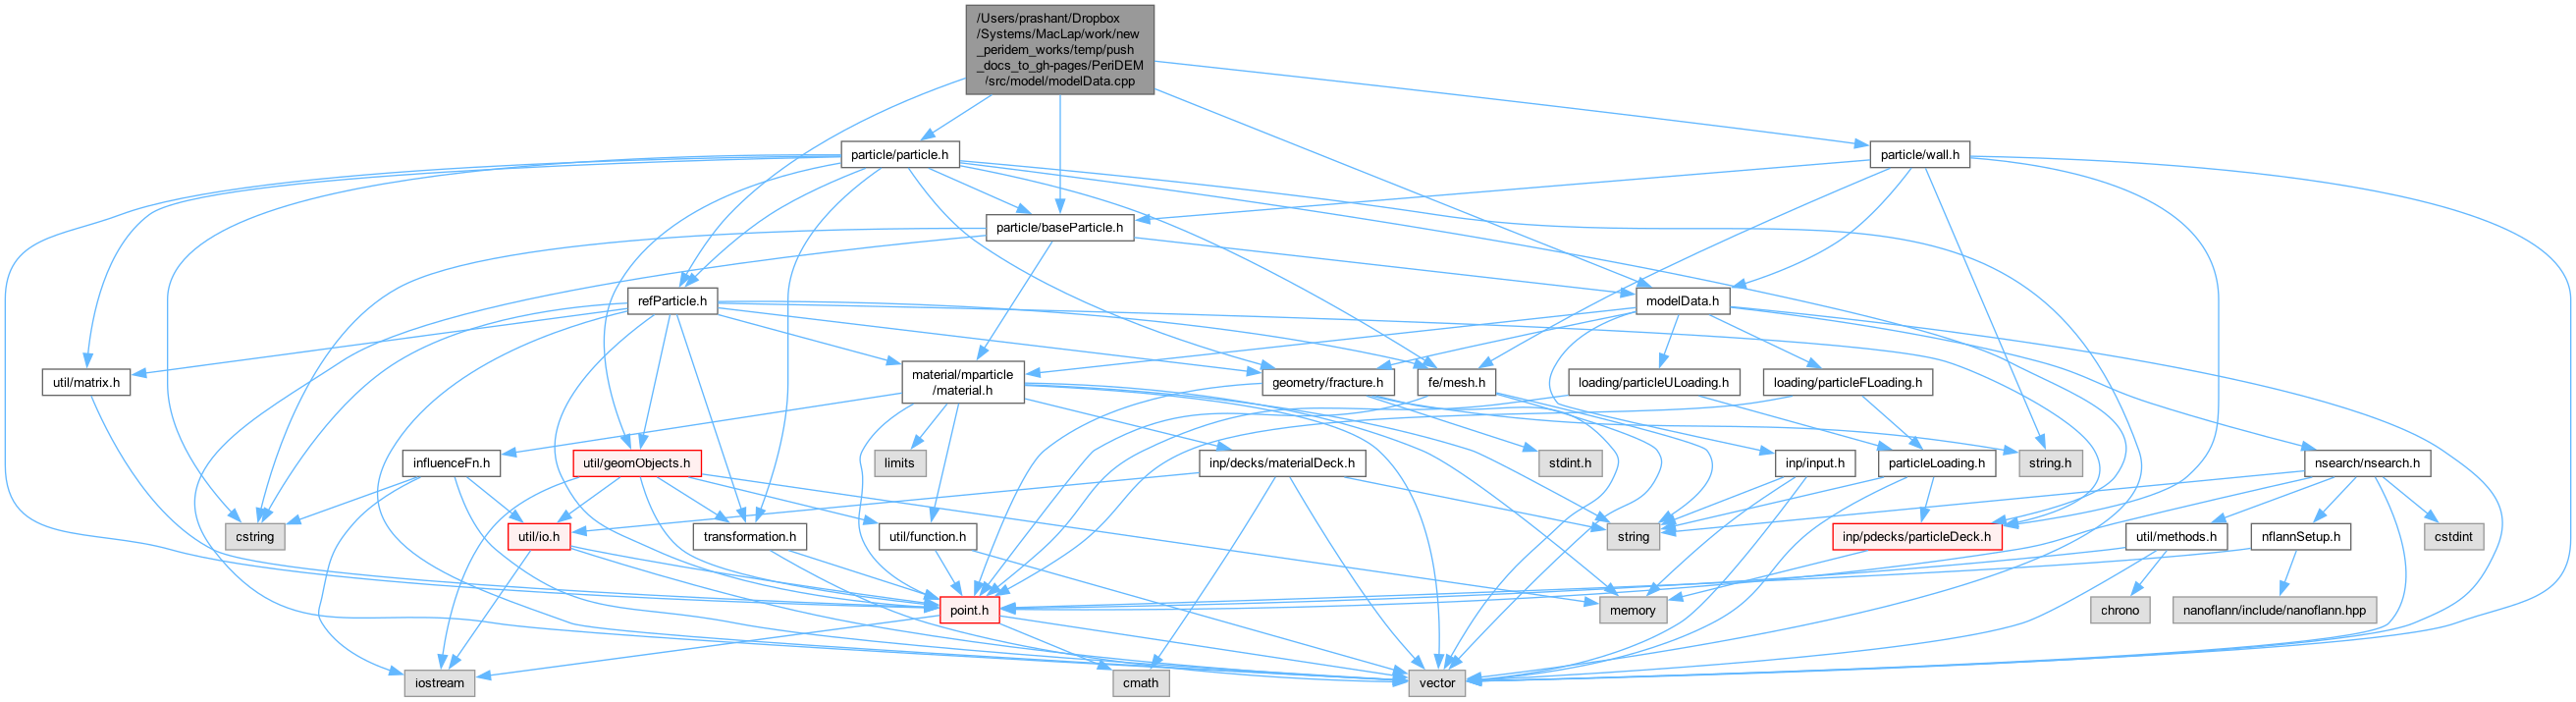 /Users/prashant/Dropbox
/Systems/MacLap/work/new
_peridem_works/temp/push
_docs_to_gh-pages/PeriDEM
/src/model/modelData.cpp
particle/particle.h
particle/wall.h
particle/baseParticle.h
refParticle.h
modelData.h
util/matrix.h
material/mparticle
/material.h
geometry/fracture.h
fe/mesh.h
loading/particleULoading.h
loading/particleFLoading.h
influenceFn.h
util/geomObjects.h
limits
inp/decks/materialDeck.h
stdint.h
inp/input.h
particleLoading.h
string.h
nsearch/nsearch.h
cstring
util/io.h
transformation.h
util/function.h
string
inp/pdecks/particleDeck.h
util/methods.h
nflannSetup.h
cstdint
point.h
memory
chrono
nanoflann/include/nanoflann.hpp
iostream
cmath
vector